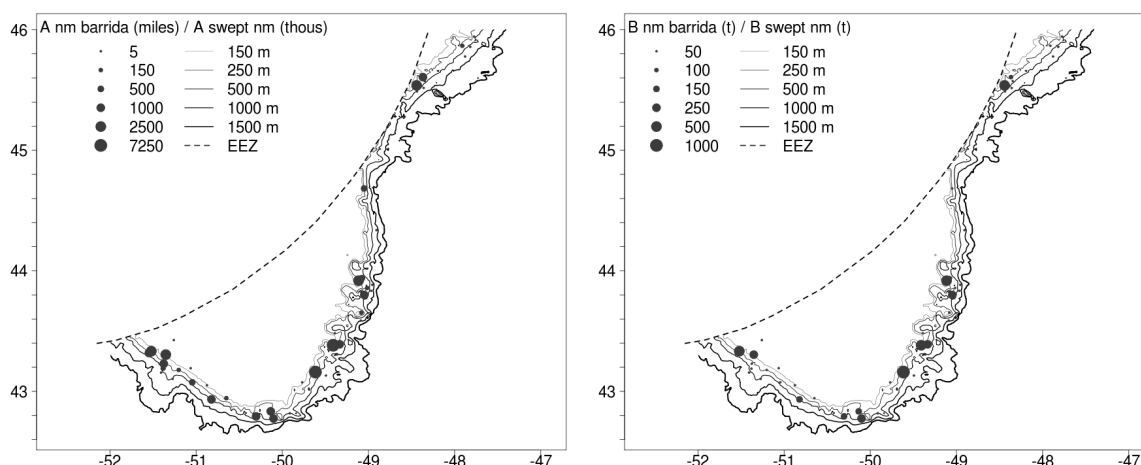 A nm barrida (miles) / A swept nm (thous)
5 150 m
150 250 m
500 500 m
1000 1000 m
2500 1500 m
7250 EEZ
46
45
44
43
-52 -51 -50 -49 -48 -47
B nm barrida (t) / B swept nm (t)
50 150 m
100 250 m
150 500 m
250 1000 m
500 1500 m
1000 EEZ
46
45
44
43
-52 -51 -50 -49 -48 -47